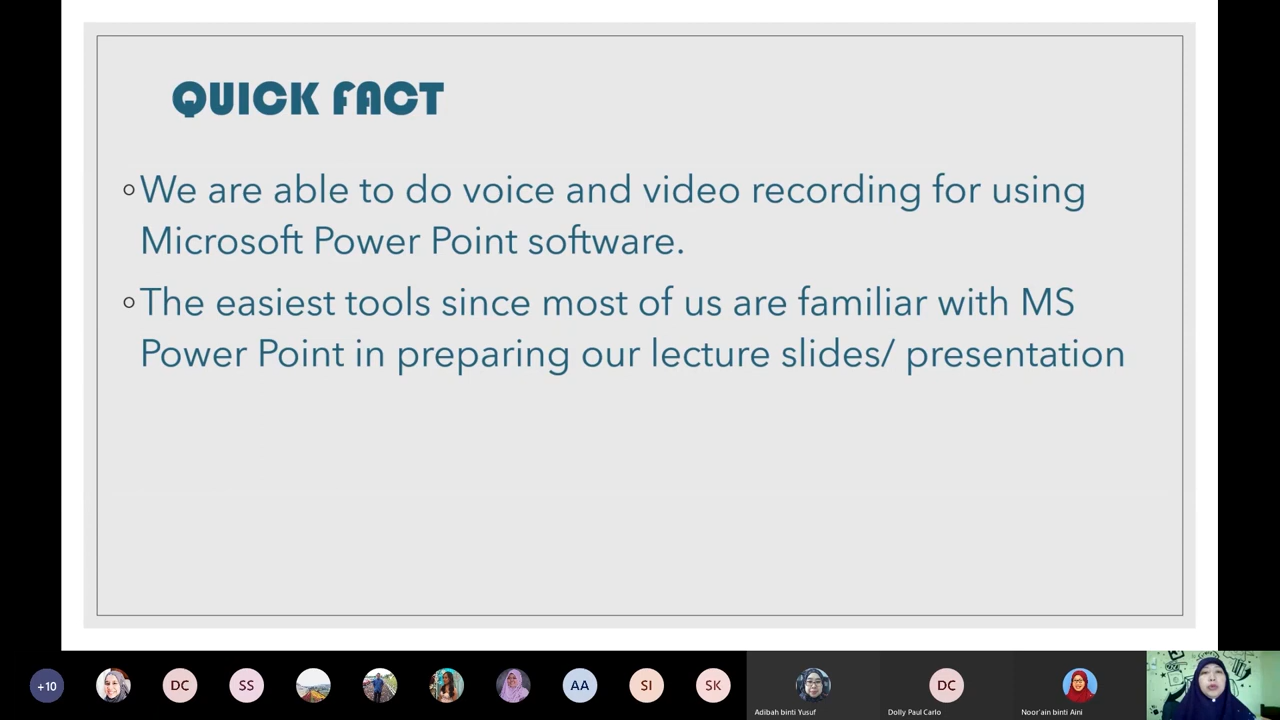 QUICK FACT
We are able to do voice and video recording for using
Microsoft Power Point software.
The easiest tools since most of us are familiar with MS
Power Point in preparing our lecture slides/ presentation
+10
DC
SS
AA
SI
SK
Adibah binti Yusuf
DC
Dolly Paul Carlo
Noor'ain binti Aini